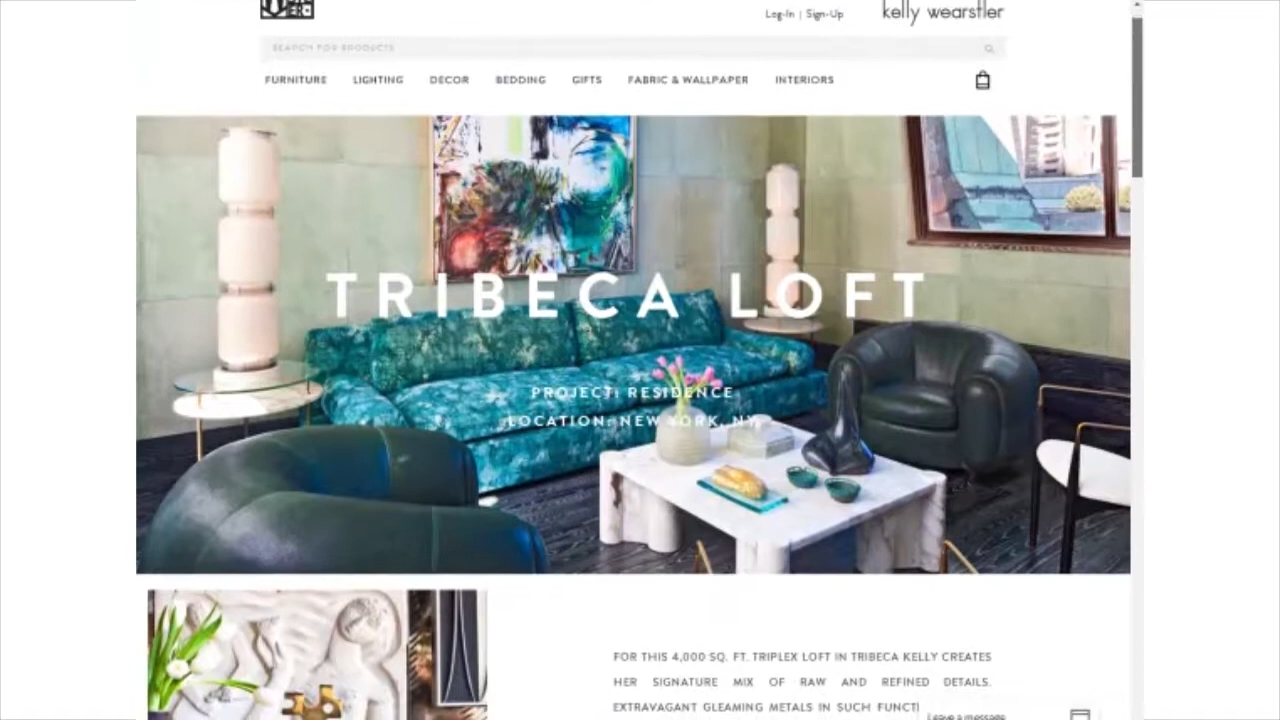 Log-In | Sign-Up
kelly wearstler
SEARCH FOR PRODUCTS
FURNITURE LIGHTING DECOR BEDDING GIFTS FABRIC & WALLPAPER INTERIORS
TRIBECA LOFT
PROJECT: RESIDENCE
LOCATION: NEW YORK, NY
FOR THIS 4,000 SQ. FT. TRIPLEX LOFT IN TRIBECA KELLY CREATES
HER SIGNATURE MIX OF RAW AND REFINED DETAILS.
EXTRAVAGANT GLEAMING METALS IN SUCH
Leave a message